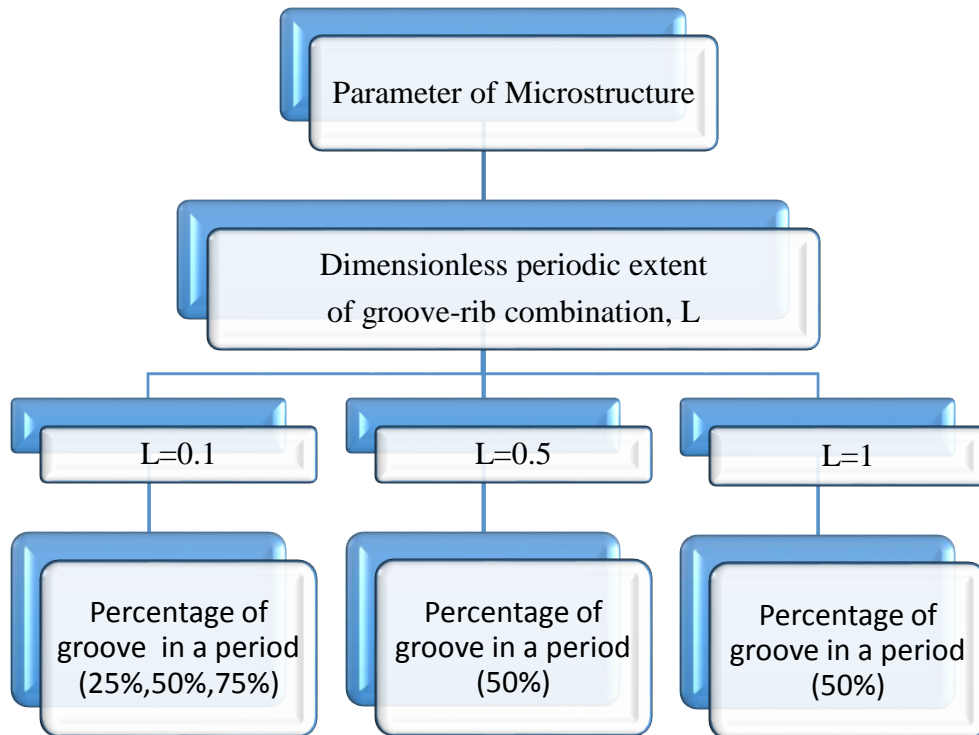 Parameter of Microstructure
Dimensionless periodic extent
of groove-rib combination, L
L=0.1
L=0.5
L=1
Percentage of
groove in a period
(25%,50%,75%)
Percentage of
groove in a period
(50%)
Percentage of
groove in a period
(50%)